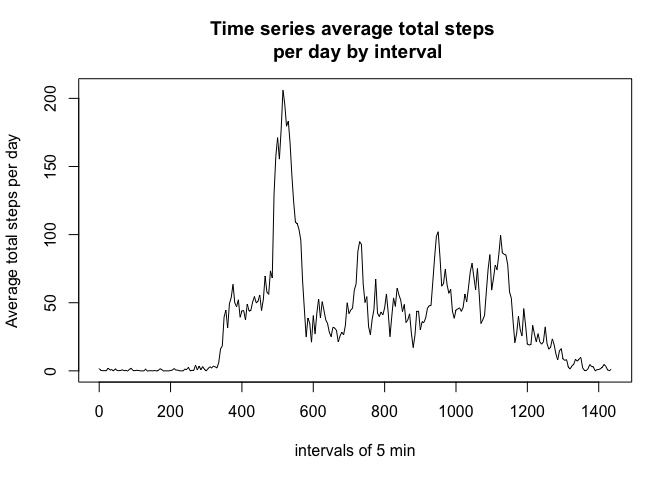 Time series average total steps
per day by interval
Average total steps per day
200
150
100
50
0
0 200 400 600 800 1000 1200 1400
intervals of 5 min